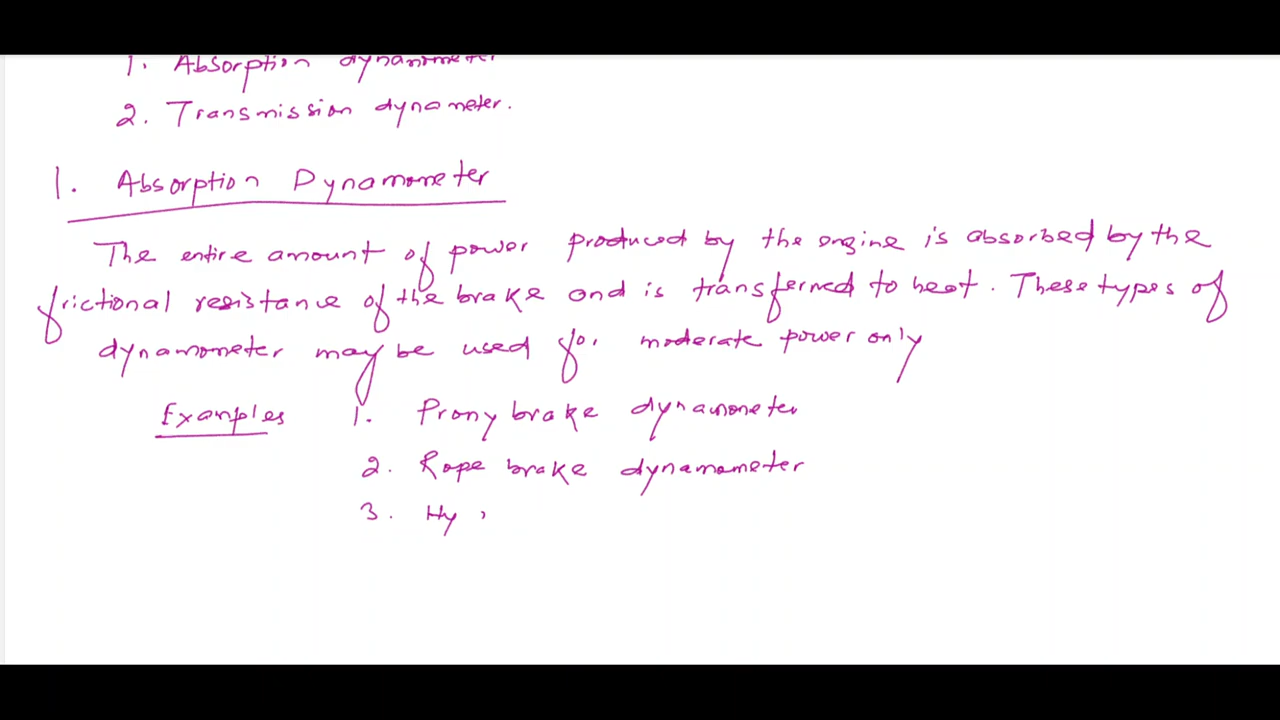 1. Absorption dynamometer
2. Transmission dynameter.
1. Absorption Dynamometer
The entire amount of power produced by the engine is absorbed by the
frictional resistance of the brake and is transferred to heat. These types of
dynamometer may be used for moderate power only
Examples 1. Prony brake dynamometer
2. Rope brake dynamometer
3. Hy